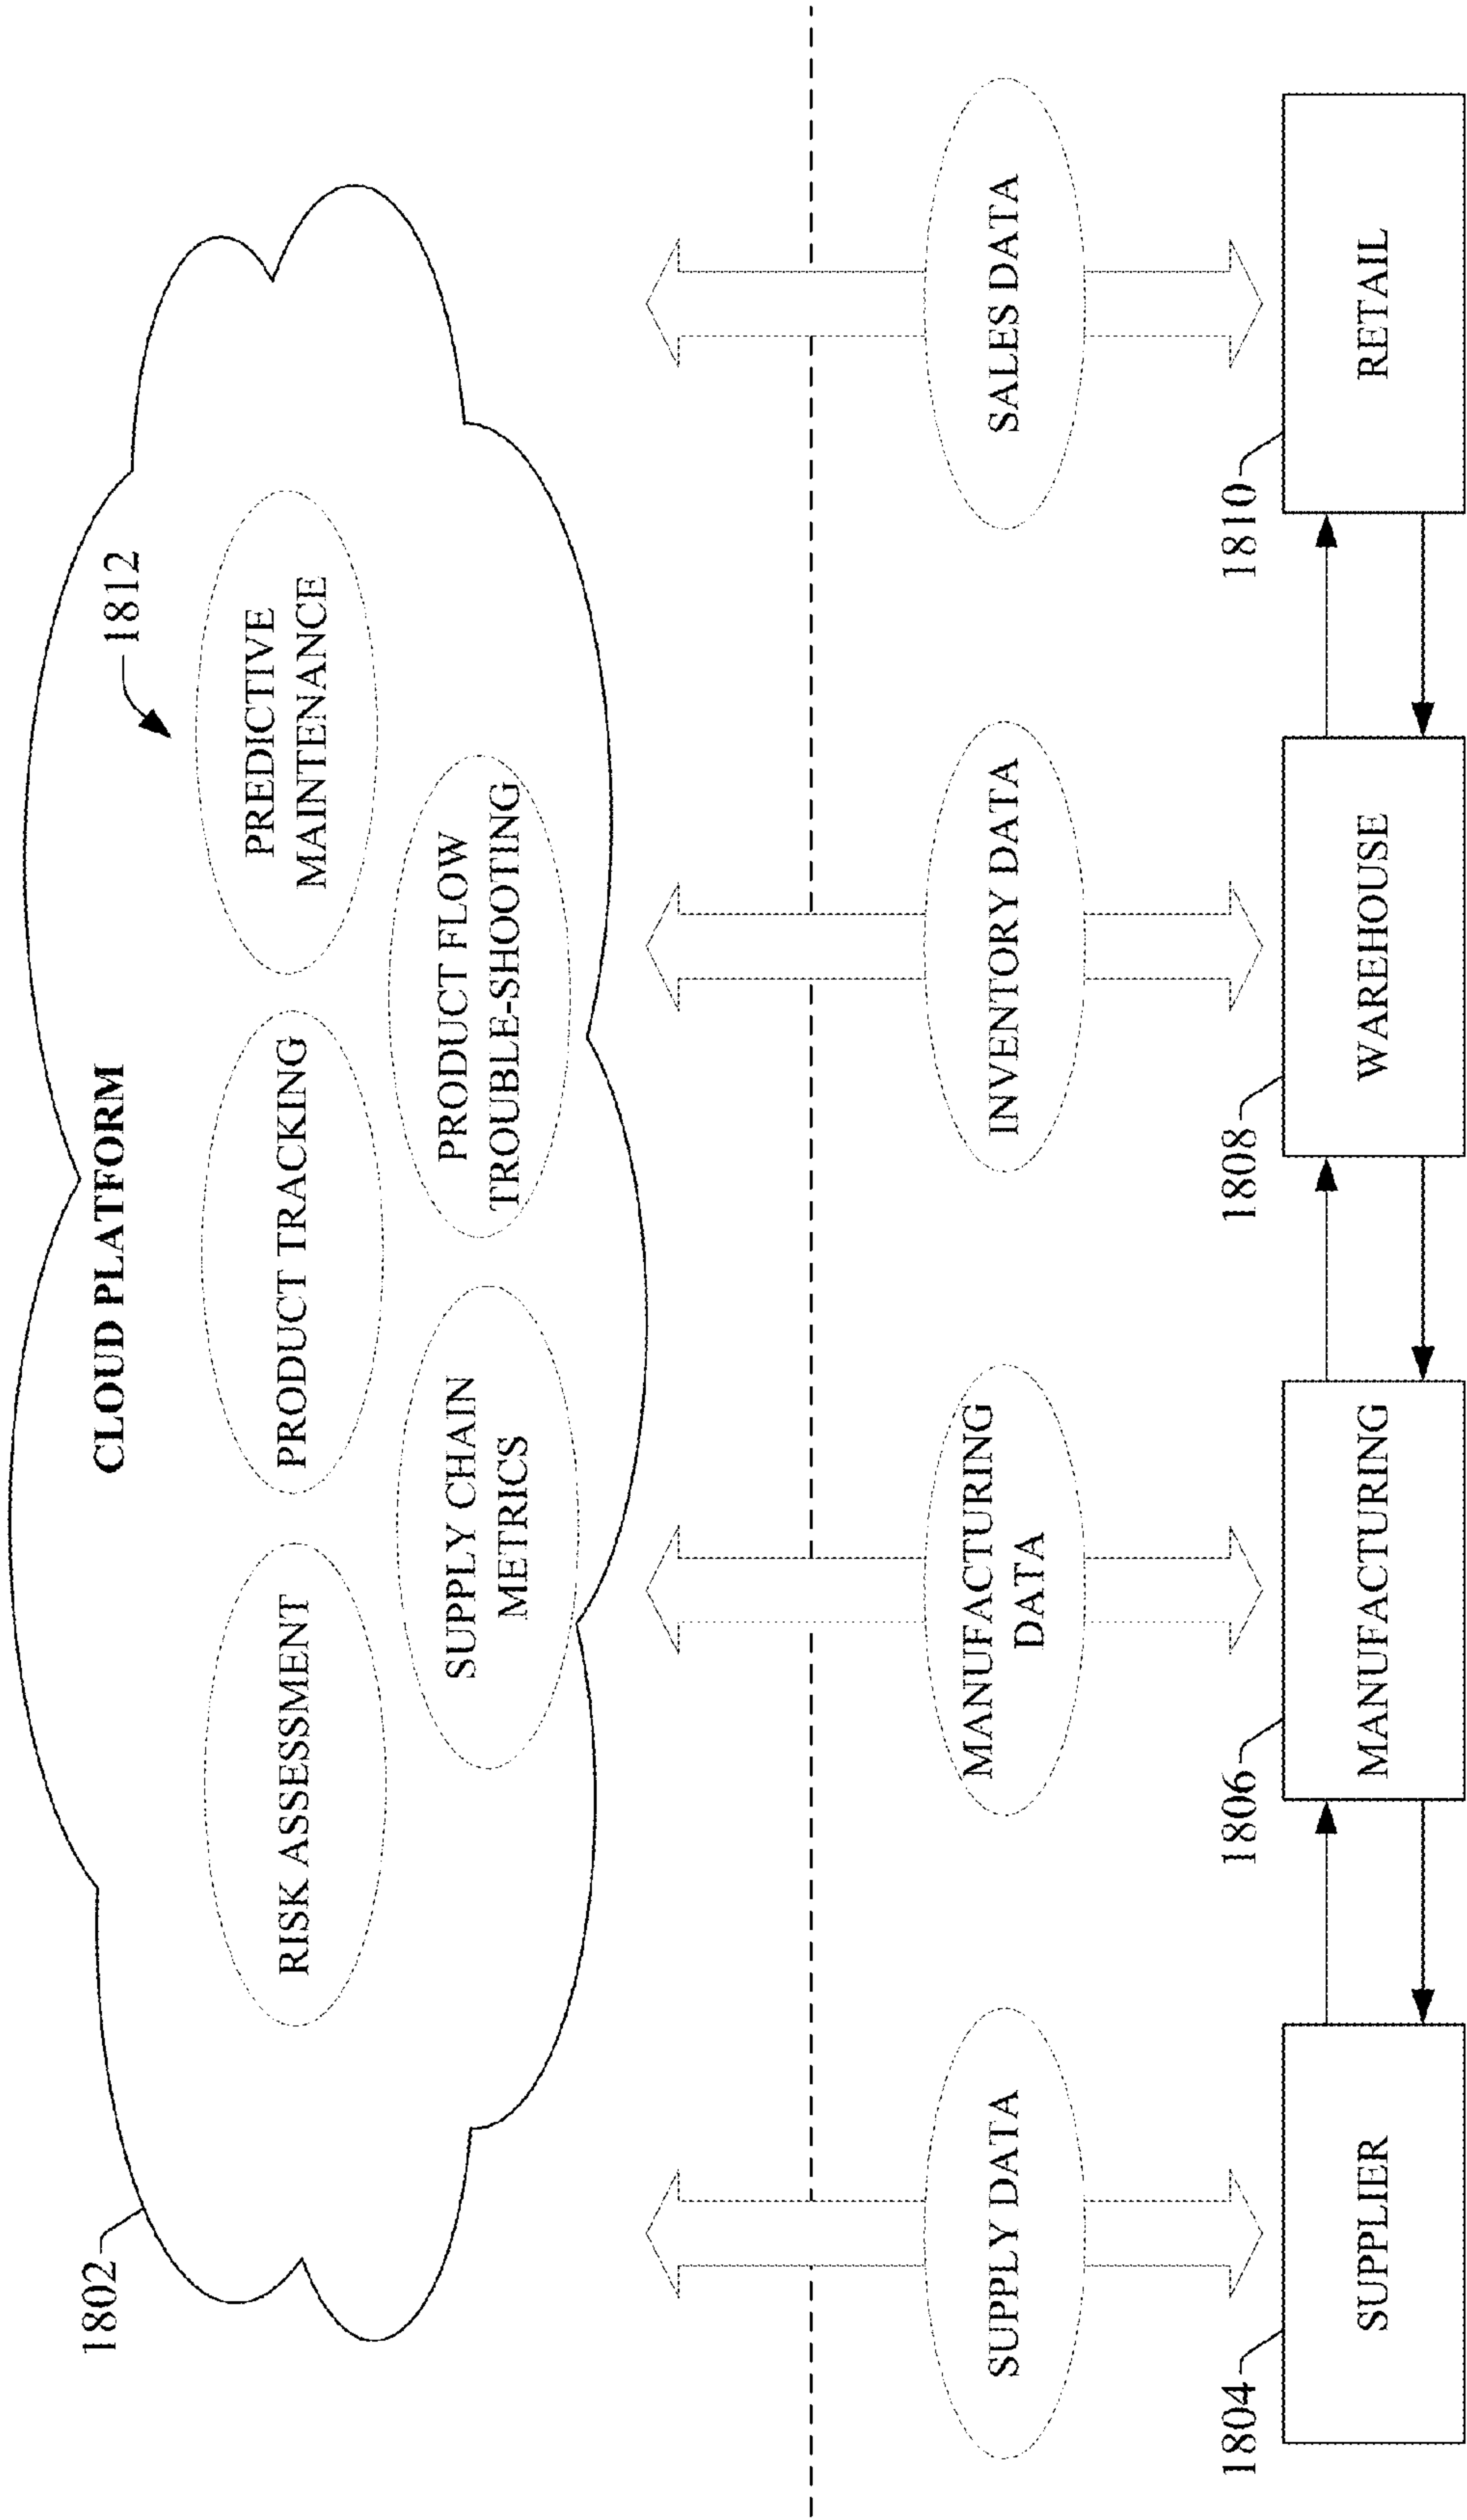 1802
CLOUD PLATFORM
1812
RISK ASSESSMENT
PRODUCT TRACKING
PREDICTIVE
MAINTENANCE
SUPPLY CHAIN
METRICS
PRODUCT FLOW
TROUBLE-SHOOTING
SUPPLY DATA
MANUFACTURING
DATA
INVENTORY DATA
SALES DATA
1804
1806
1808
1810
SUPPLIER
MANUFACTURING
WAREHOUSE
RETAIL